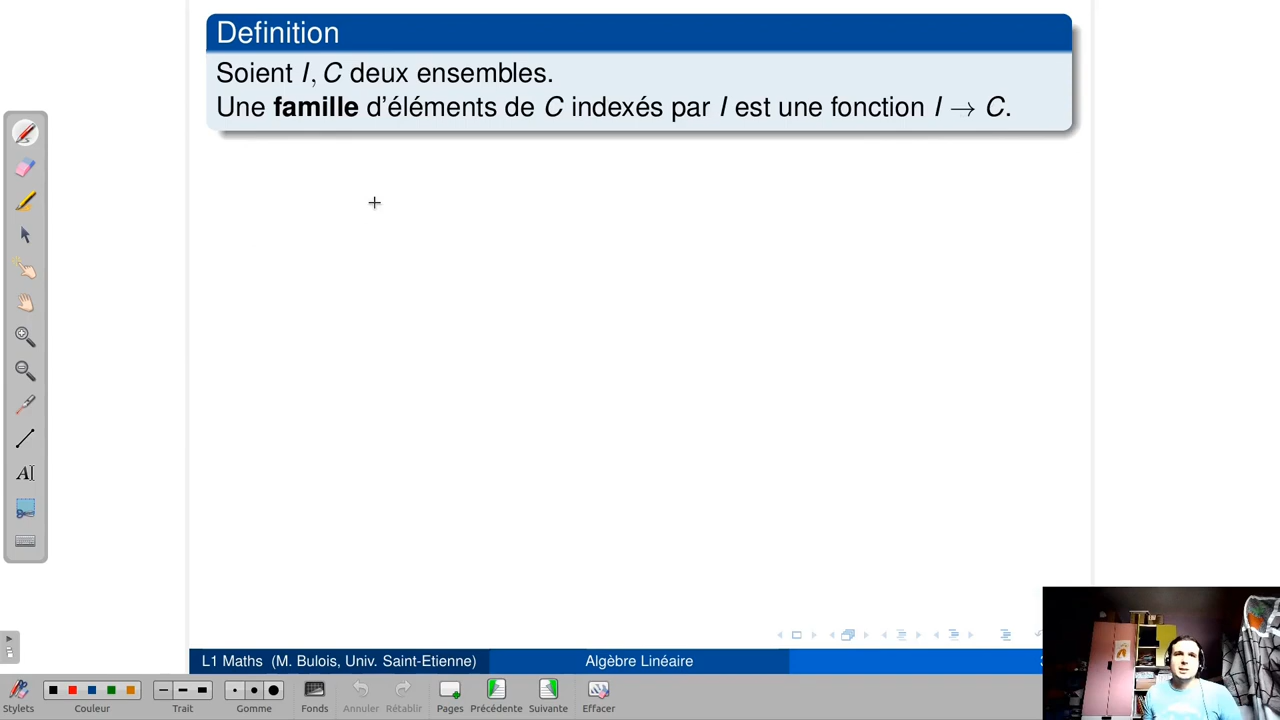 Definition
Soient I, C deux ensembles.
Une famille d'éléments de C indexés par I est une fonction I → C.
L1 Maths (M. Bulois, Univ. Saint-Etienne)
Algèbre Linéaire
Stylets
Couleur
Trait
Gomme
Fonds
Annuler
Rétablir
Pages
Précédente
Suivante
Effacer